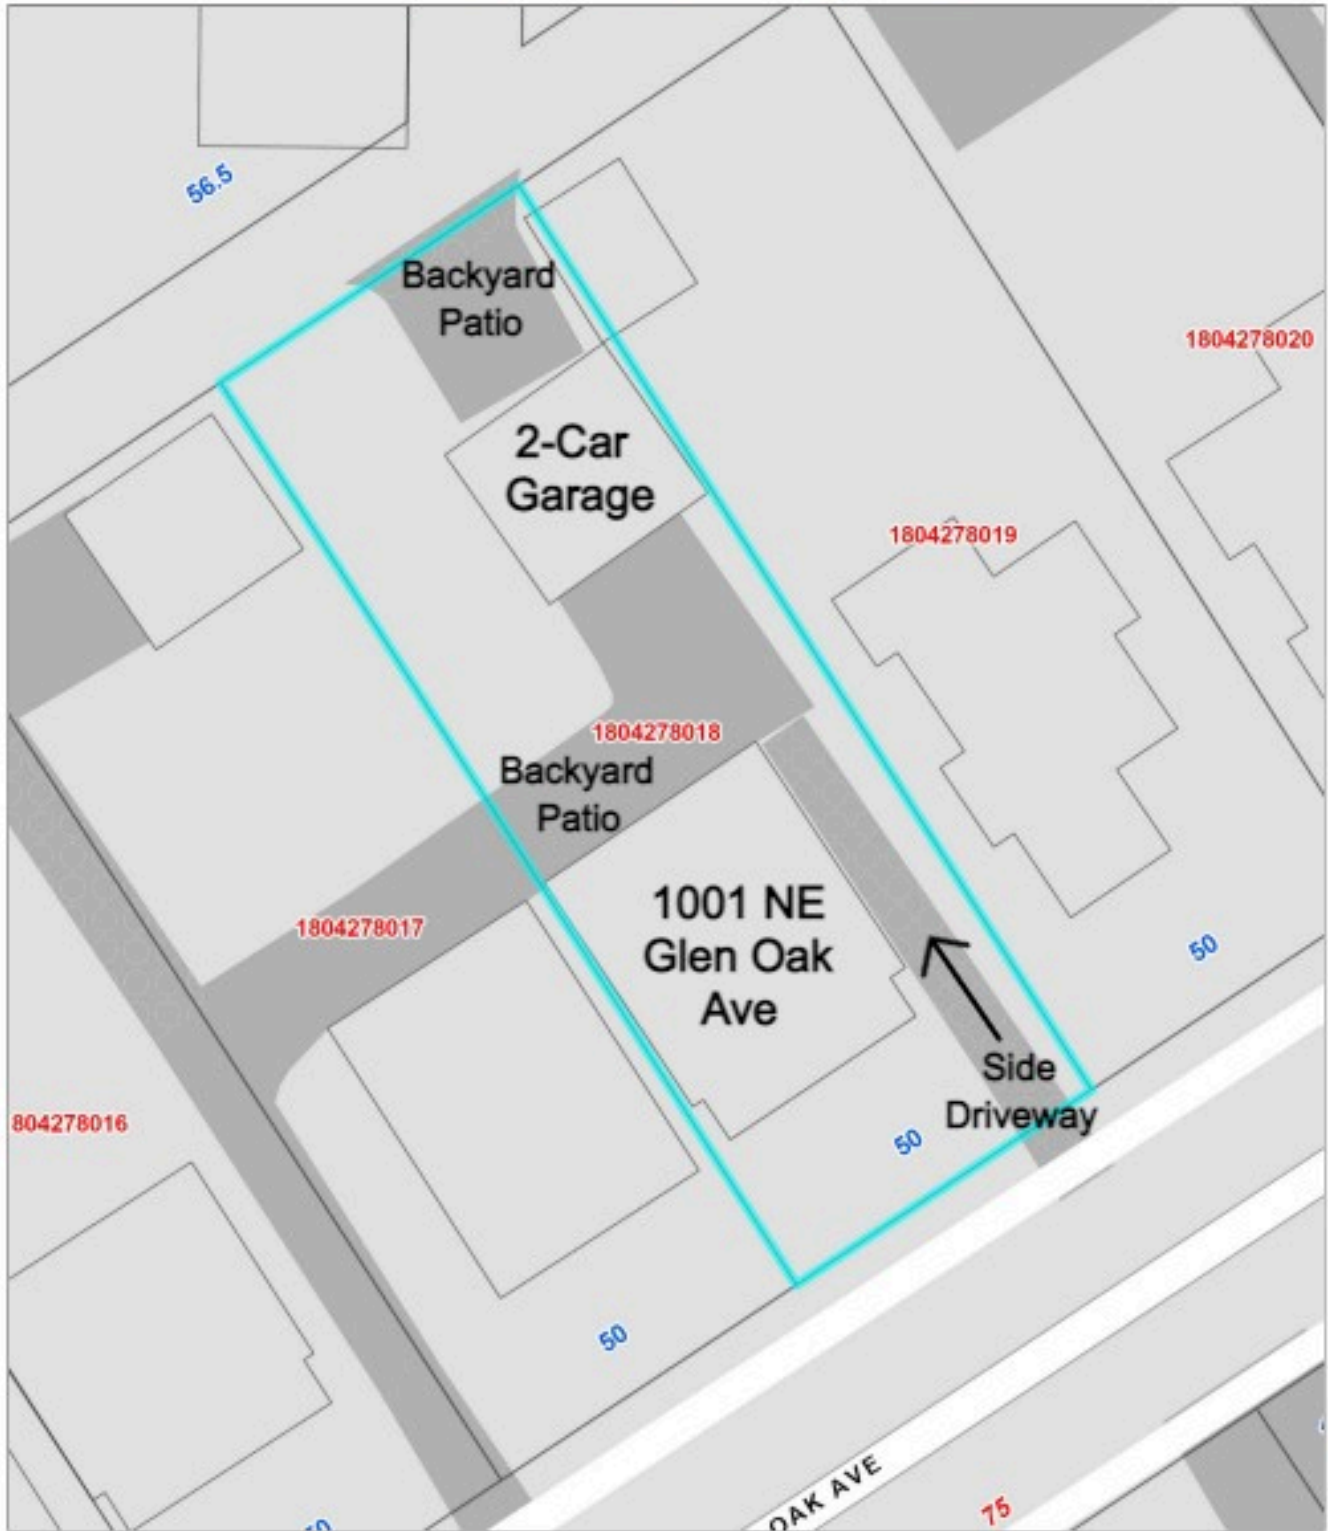 56.5
Backyard
Patio
1804278020
2-Car
Garage
1804278019
1804278018
Backyard
Patio
1001 NE
Glen Oak
Ave
1804278017
50
Side
Driveway
804278016
50
50
OAK AVE
75